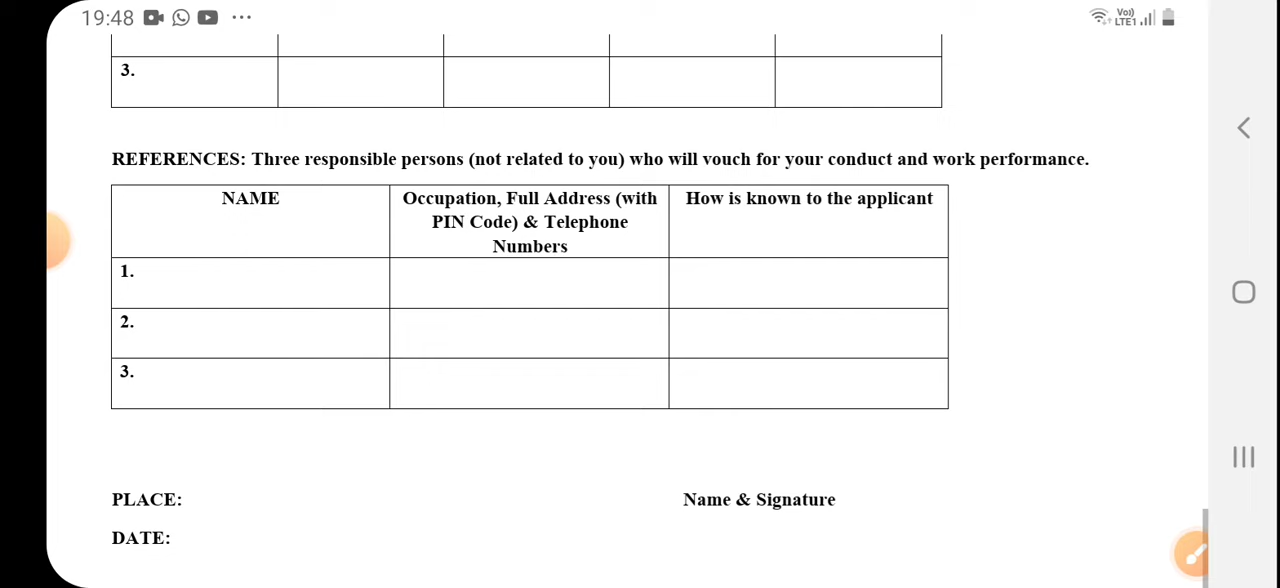 19:48
Vo) LTE1
3.
REFERENCES: Three responsible persons (not related to you) who will vouch for your conduct and work performance.
NAME
Occupation, Full Address (with
PIN Code) & Telephone
Numbers
How is known to the applicant
1.
2.
3.
PLACE:
Name & Signature
DATE: